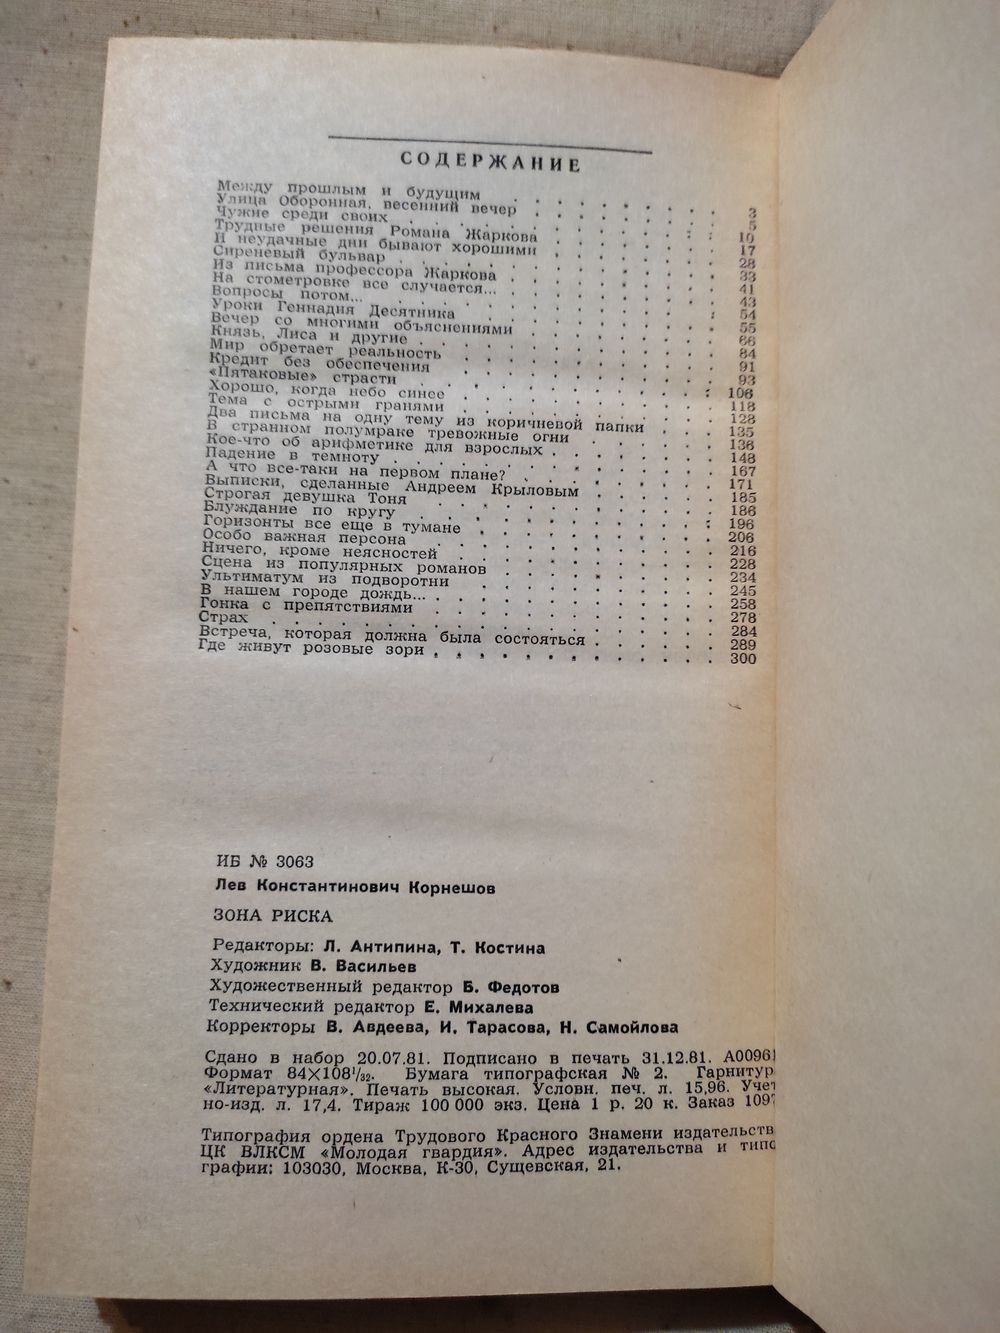 СОДЕРЖАНИЕ
Между прошлым и будущим 3
Улица Оборонная, весенний вечер 5
Чужие среди своих 10
Трудные решения Романа Жаркова 17
И неудачные дни бывают хорошими 28
Сиреневый бульвар 33
Из письма профессора Жаркова 41
На стометровке все случается... 43
Вопросы потом... 54
Уроки Геннадия Десятника 55
Вечер со многими объяснениями 66
Князь, Лиса и другие 84
Мир обретает реальность 91
Кредит без обеспечения 93
«Пятаковые» страсти 106
Хорошо, когда небо синее 118
Тема с острыми гранями 128
Два письма на одну тему из коричневой папки 135
В странном полумраке тревожные огни 136
Кое-что об арифметике для взрослых 148
Падение в темноту 167
А что все-таки на первом плане? 171
Выписки, сделанные Андреем Крыловым 185
Строгая девушка Тоня 186
Блуждание по кругу 196
Горизонты все еще в тумане 206
Особо важная персона 216
Ничего, кроме неясностей 228
Сцена из популярных романов 234
Ультиматум из подворотни 245
В нашем городе дождь... 258
Гонка с препятствиями 278
Страх 284
Встреча, которая должна была состояться 289
Где живут розовые зори 300
ИБ № 3063
Лев Константинович Корнешов
ЗОНА РИСКА
Редакторы: Л. Антипина, Т. Костина
Художник В. Васильев
Художественный редактор Б. Федотов
Технический редактор Е. Михалева
Корректоры В. Авдеева, И. Тарасова, Н. Самойлова
Сдано в набор 20.07.81. Подписано в печать 31.12.81. А00961
Формат 84×108¹/₃₂. Бумага типографская № 2. Гарнитур
«Литературная». Печать высокая. Условн. печ. л. 15,96. Учет
но-изд. л. 17,4. Тираж 100 000 экз. Цена 1 р. 20 к. Заказ 109
Типография ордена Трудового Красного Знамени издательств
ЦК ВЛКСМ «Молодая гвардия». Адрес издательства и типо
графии: 103030, Москва, К-30, Сущевская, 21.